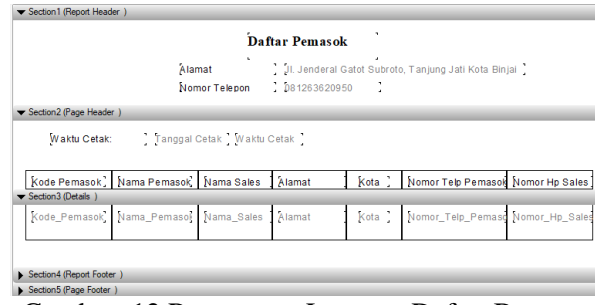 Section1 (Report Header )
Daftar Pemasok
Alamat Jl. Jenderal Gatot Subroto, Tanjung Jati Kota Binjai
Nomor Telepon 081263620950
Section2 (Page Header )
Waktu Cetak: Tanggal Cetak Waktu Cetak
Kode Pemasok Nama Pemasok Nama Sales Alamat Kota Nomor Telp Pemasok Nomor Hp Sales
Section3 (Details )
Kode_Pemasok Nama_Pemasok Nama_Sales Alamat Kota Nomor_Telp_Pemaso Nomor_Hp_Sales
Section4 (Report Footer )
Section5 (Page Footer )